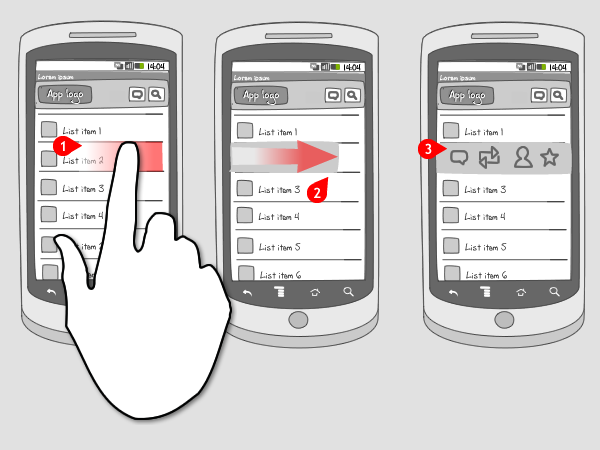 14:04
Lorem Ipsum
App logo
List item 1
1
List item 2
List item 3
List item 4
List item
14:04
Lorem Ipsum
App logo
List item 1
List item 3
2
List item 4
List item 5
List item 6
14:04
Lorem Ipsum
App logo
List item 1
3
List item 3
List item 4
List item 5
List item 6